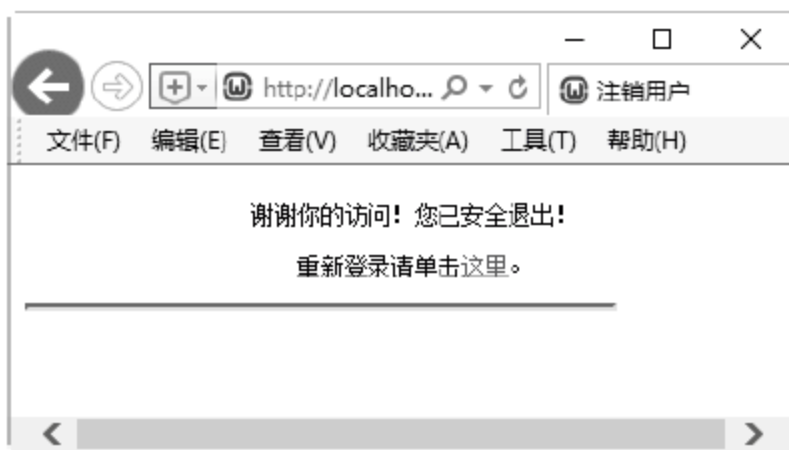 http://localho...
注销用户
文件(F) 编辑(E) 查看(V) 收藏夹(A) 工具(T) 帮助(H)
谢谢你的访问！您已安全退出！
重新登录请单击这里。